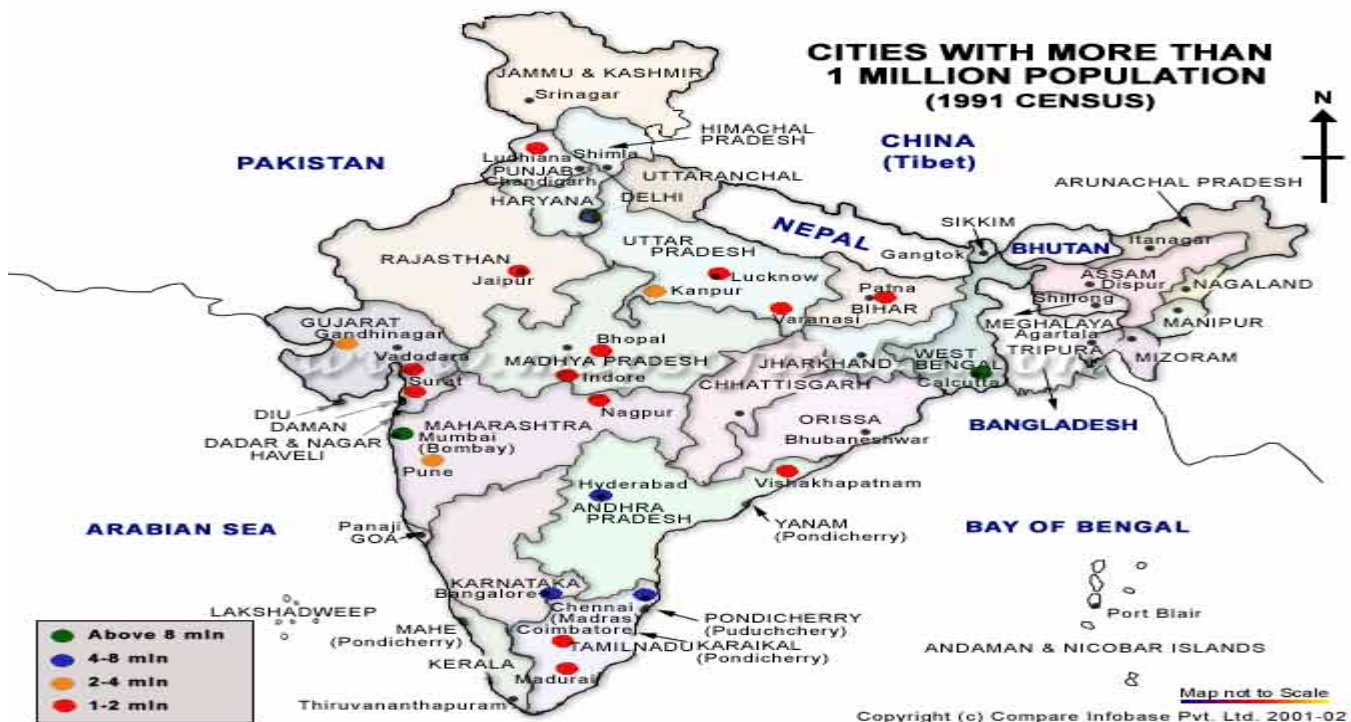 CITIES WITH MORE THAN
1 MILLION POPULATION
(1991 CENSUS)
N
JAMMU & KASHMIR
Srinagar
HIMACHAL
PRADESH
CHINA
(Tibet)
PAKISTAN
Ludhiana
Shimla
PUNJAB
Chandigarh
UTTARANCHAL
ARUNACHAL PRADESH
HARYANA
DELHI
SIKKIM
NEPAL
Gangtok
BHUTAN
Itanagar
UTTAR
PRADESH
RAJASTHAN
Jaipur
Lucknow
Kanpur
Patna
BIHAR
Varanasi
ASSAM
Dispur
NAGALAND
Shillong
MEGHALAYA
MANIPUR
Agartala
TRIPURA
MIZORAM
GUJARAT
Gandhinagar
Vadodara
Surat
Bhopal
MADHYA PRADESH
Indore
JHARKHAND
WEST
BENGAL
Calcutta
CHHATTISGARH
Nagpur
DIU
DAMAN
DADAR & NAGAR
HAVELI
MAHARASHTRA
Mumbai
(Bombay)
Pune
ORISSA
Bhubaneshwar
BANGLADESH
Hyderabad
ANDHRA
PRADESH
Vishakhapatnam
YANAM
(Pondicherry)
ARABIAN SEA
Panaji
GOA
BAY OF BENGAL
KARNATAKA
Bangalore
Chennai
(Madras)
Coimbatore
PONDICHERRY
(Puduchchery)
LAKSHADWEEP
MAHE
(Pondicherry)
TAMILNADU
KARAIKAL
(Pondicherry)
KERALA
Madurai
Thiruvananthapuram
Port Blair
ANDAMAN & NICOBAR ISLANDS
Above 8 mln
4-8 mln
2-4 mln
1-2 mln
Map not to Scale
Copyright (c) Compare Infobase Pvt. Ltd. 2001-02